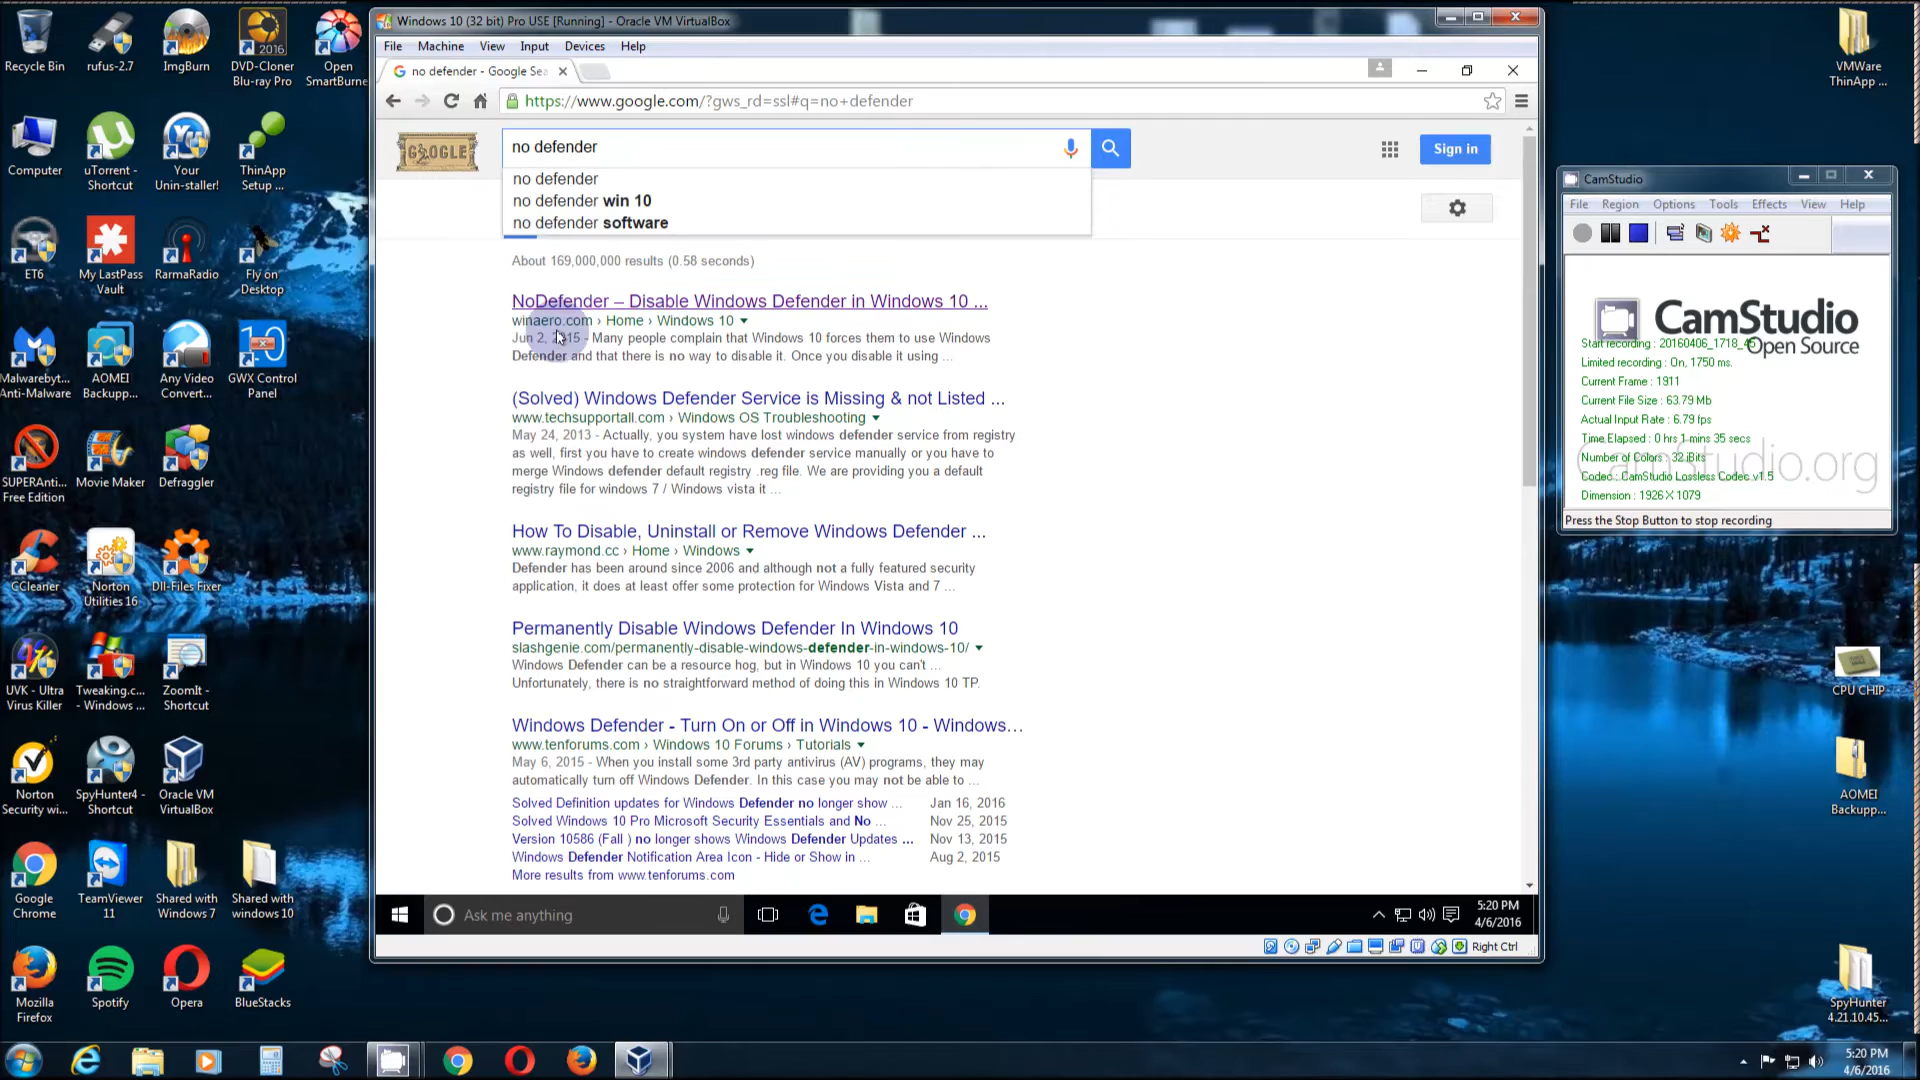 Recycle Bin
rufus-2.7
ImgBurn
2016
DVD-Cloner
Blu-ray Pro
Open
SmartBurne
Computer
uTorrent -
Shortcut
Your
Unin-staller!
ThinApp
Setup ...
ET6
My LastPass
Vault
RarmaRadio
Fly on
Desktop
Malwarebyt...
Anti-Malware
AOMEI
Backupp...
Any Video
Convert...
GWX Control
Panel
SUPERAnti...
Free Edition
Movie Maker
Defraggler
CCleaner
Norton
Utilities 16
Dll-Files Fixer
UVK - Ultra
Virus Killer
Tweaking.c...
- Windows ...
ZoomIt -
Shortcut
Norton
Security wi...
SpyHunter4 -
Shortcut
Oracle VM
VirtualBox
Google
Chrome
TeamViewer
11
Shared with
Windows 7
Shared with
windows 10
Mozilla
Firefox
Spotify
Opera
BlueStacks
Windows 10 (32 bit) Pro USE [Running] - Oracle VM VirtualBox
File Machine View Input Devices Help
no defender - Google Sea
https://www.google.com/?gws_rd=ssl#q=no+defender
GOOGLE
no defender
Sign in
no defender
no defender win 10
no defender software
About 169,000,000 results (0.58 seconds)
NoDefender – Disable Windows Defender in Windows 10 ...
winaero.com › Home › Windows 10
Jun 2, 2015 - Many people complain that Windows 10 forces them to use Windows
Defender and that there is no way to disable it. Once you disable it using ...
(Solved) Windows Defender Service is Missing & not Listed ...
www.techsupportall.com › Windows OS Troubleshooting
May 24, 2013 - Actually, you system have lost windows defender service from registry
as well, first you have to create windows defender service manually or you have to
merge Windows defender default registry .reg file. We are providing you a default
registry file for windows 7 / Windows vista it ...
How To Disable, Uninstall or Remove Windows Defender ...
www.raymond.cc › Home › Windows
Defender has been around since 2006 and although not a fully featured security
application, it does at least offer some protection for Windows Vista and 7 ...
Permanently Disable Windows Defender In Windows 10
slashgenie.com/permanently-disable-windows-defender-in-windows-10/
Windows Defender can be a resource hog, but in Windows 10 you can't ...
Unfortunately, there is no straightforward method of doing this in Windows 10 TP.
Windows Defender - Turn On or Off in Windows 10 - Windows...
www.tenforums.com › Windows 10 Forums › Tutorials
May 6, 2015 - When you install some 3rd party antivirus (AV) programs, they may
automatically turn off Windows Defender. In this case you may not be able to ...
Solved Definition updates for Windows Defender no longer show ... Jan 16, 2016
Solved Windows 10 Pro Microsoft Security Essentials and No ... Nov 25, 2015
Version 10586 (Fall ) no longer shows Windows Defender Updates ... Nov 13, 2015
Windows Defender Notification Area Icon - Hide or Show in ... Aug 2, 2015
More results from www.tenforums.com
Ask me anything
5:20 PM
4/6/2016
Right Ctrl
CamStudio
File Region Options Tools Effects View Help
CamStudio
Open Source
CamStudio.org
Start recording : 20160406_1718_45
Limited recording : On, 1750 ms.
Current Frame : 1911
Current File Size : 63.79 Mb
Actual Input Rate : 6.79 fps
Time Elapsed : 0 hrs 1 mins 35 secs
Number of Colors : 32 iBits
Codec : CamStudio Lossless Codec v1.5
Dimension : 1926 X 1079
Press the Stop Button to stop recording
VMWare
ThinApp ...
CPU CHIP
AOMEI
Backupp...
SpyHunter
4.21.10.45...
5:20 PM
4/6/2016